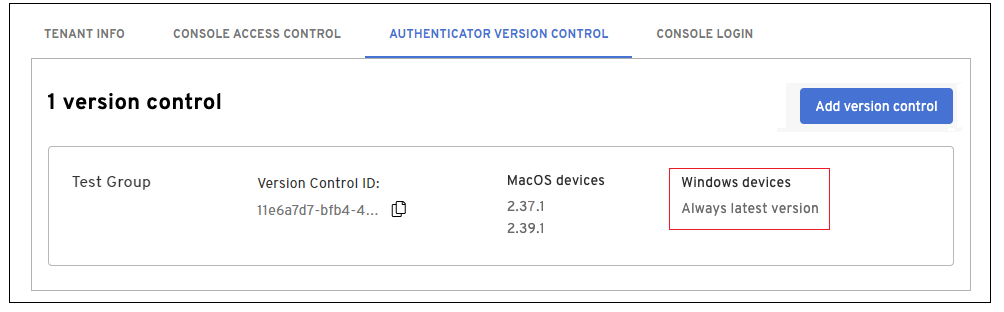 TENANT INFO
CONSOLE ACCESS CONTROL
AUTHENTICATOR VERSION CONTROL
CONSOLE LOGIN
1 version control
Add version control
Test Group
Version Control ID:
11e6a7d7-bfb4-4...
MacOS devices
2.37.1
2.39.1
Windows devices
Always latest version